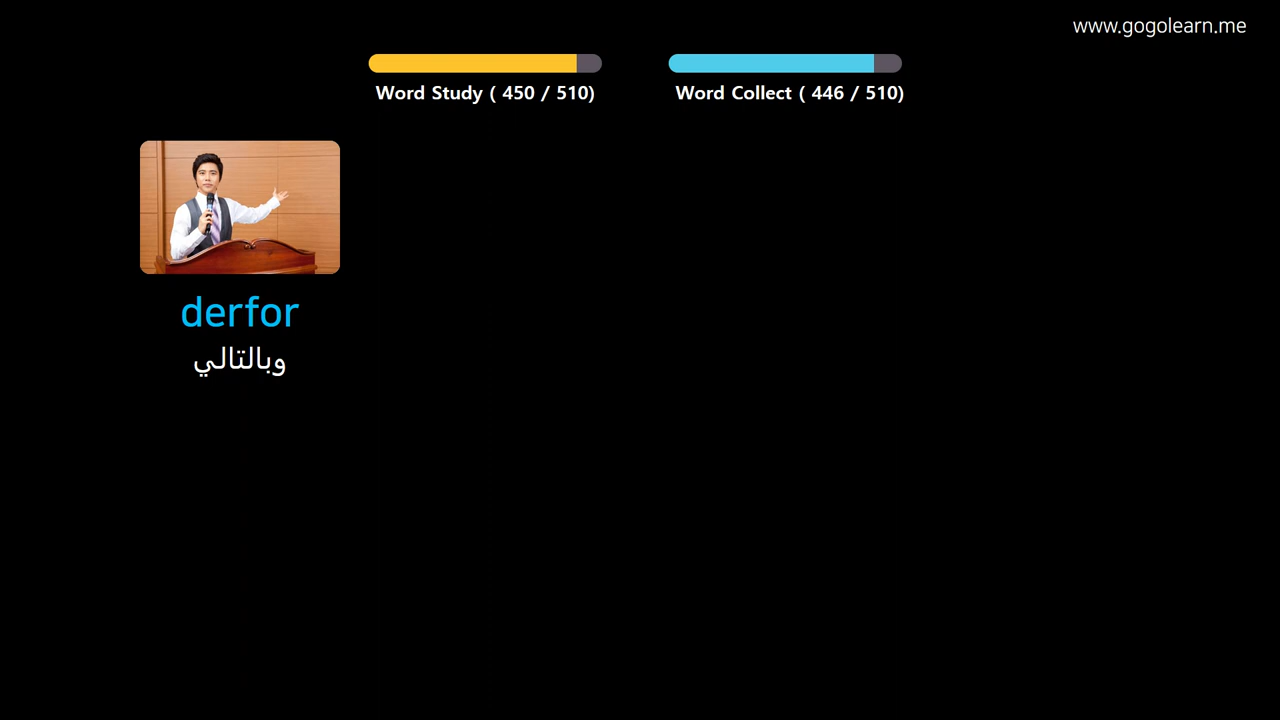 www.gogolearn.me
Word Study ( 450 / 510)
Word Collect ( 446 / 510)
derfor
وبالتالي